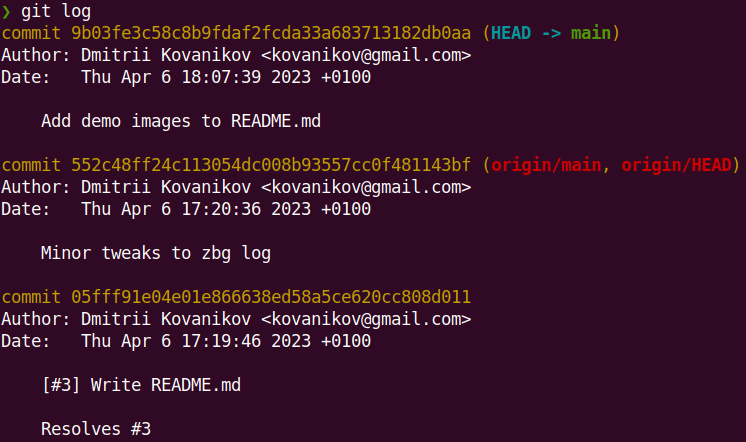 ❯ git log
commit 9b03fe3c58c8b9fdaf2fcda33a683713182db0aa (HEAD -> main)
Author: Dmitrii Kovanikov <kovanikov@gmail.com>
Date:   Thu Apr 6 18:07:39 2023 +0100
    Add demo images to README.md
commit 552c48ff24c113054dc008b93557cc0f481143bf (origin/main, origin/HEAD)
Author: Dmitrii Kovanikov <kovanikov@gmail.com>
Date:   Thu Apr 6 17:20:36 2023 +0100
    Minor tweaks to zbg log
commit 05fff91e04e01e866638ed58a5ce620cc808d011
Author: Dmitrii Kovanikov <kovanikov@gmail.com>
Date:   Thu Apr 6 17:19:46 2023 +0100
    [#3] Write README.md
    Resolves #3